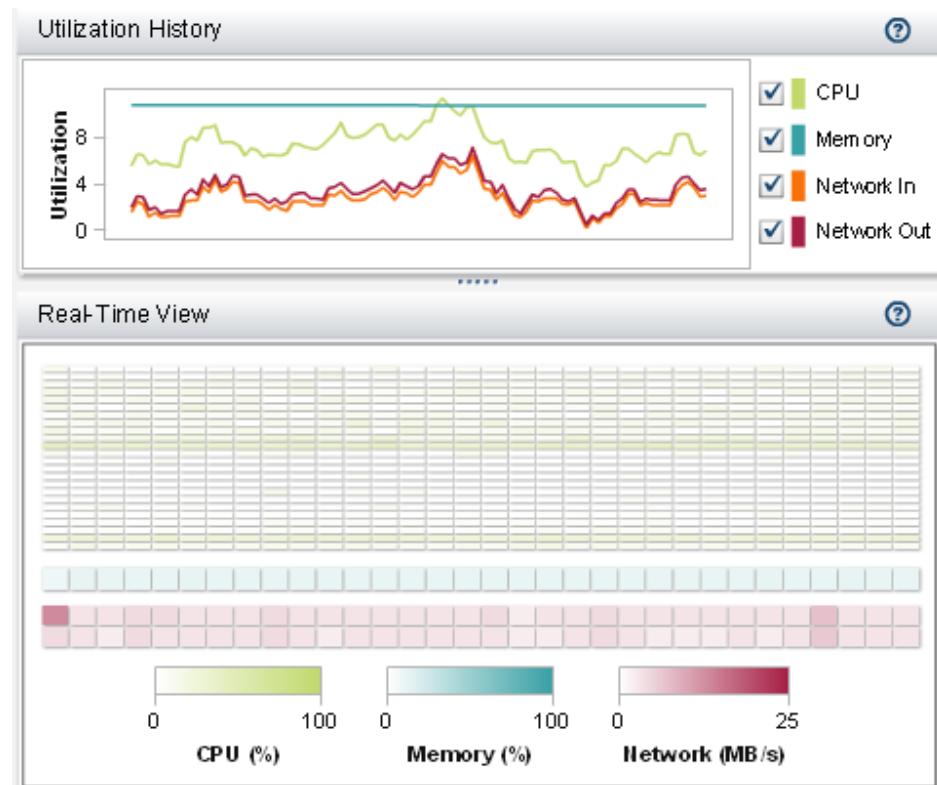 Utilization History
?
Utilization
8
4
0
CPU
Memory
Network In
Network Out
Real-Time View
?
0 100
CPU (%)
0 100
Memory (%)
0 25
Network (MB/s)